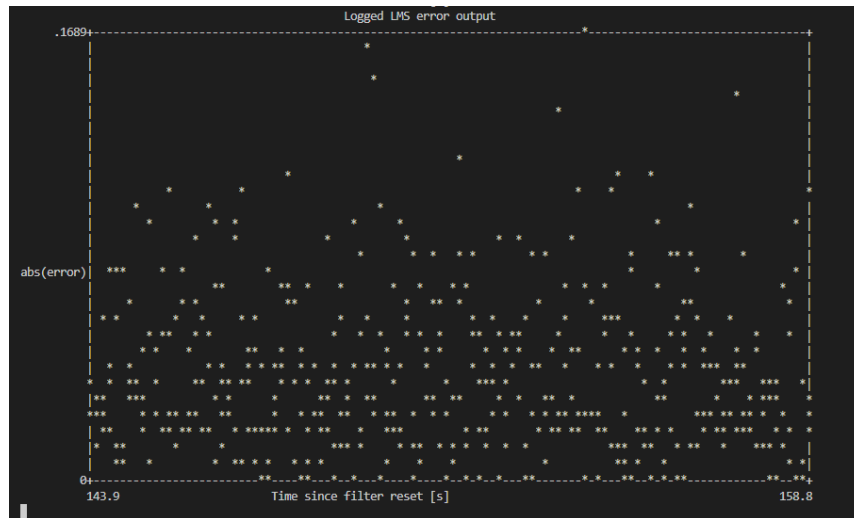 Logged LMS error output
.1689
abs(error)
0
143.9 Time since filter reset [s] 158.8